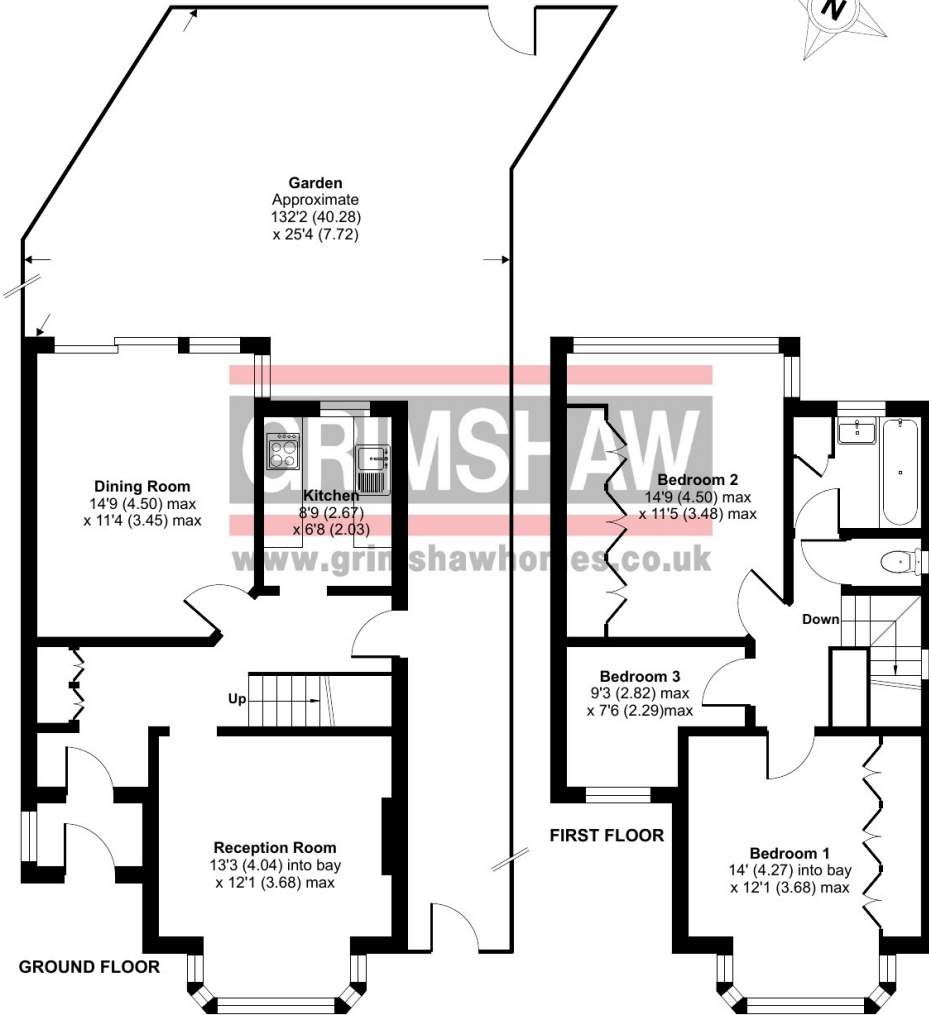 N
Garden
Approximate
132'2 (40.28)
x 25'4 (7.72)
GRIMSHAW
www.grimshawhomes.co.uk
Dining Room
14'9 (4.50) max
x 11'4 (3.45) max
Kitchen
8'9 (2.67)
x 6'8 (2.03)
Bedroom 2
14'9 (4.50) max
x 11'5 (3.48) max
Down
Bedroom 3
9'3 (2.82) max
x 7'6 (2.29)max
Up
Reception Room
13'3 (4.04) into bay
x 12'1 (3.68) max
FIRST FLOOR
Bedroom 1
14' (4.27) into bay
x 12'1 (3.68) max
GROUND FLOOR